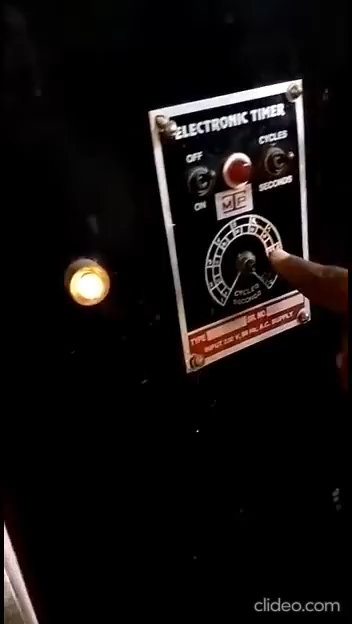 ELECTRONIC TIMER
OFF
CYCLES
ON
SECONDS
CYCLES
SECONDS
TYPE SR. NO.
INPUT 230 V, 50 Hz, A.C. SUPPLY
clideo.com